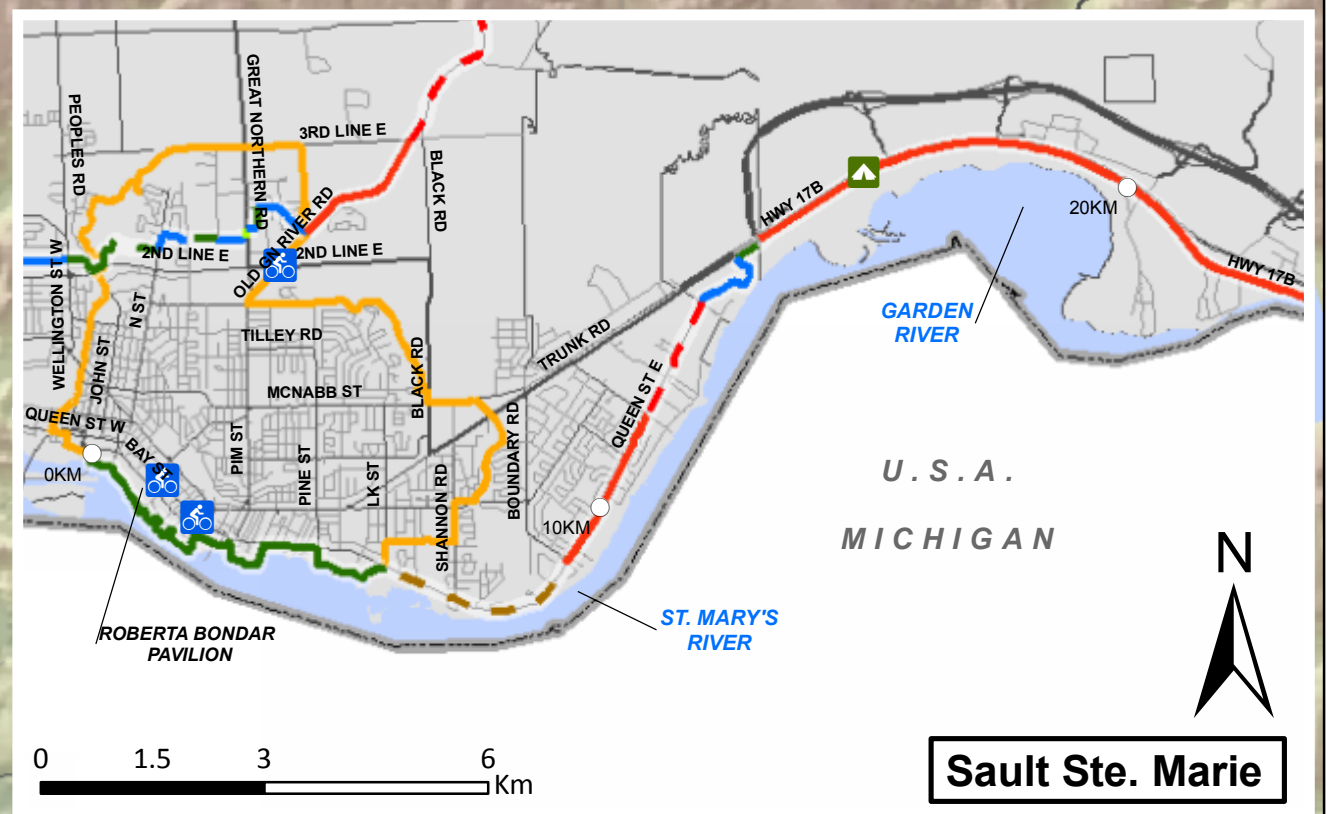 PEOPLES RD
GREAT NORTHERN RD
3RD LINE E
BLACK RD
OLD GN RIVER RD
2ND LINE E
2ND LINE E
WELLINGTON ST W
JOHN ST
N ST
TILLEY RD
MCNABB ST
BLACK RD
TRUNK RD
HWY 17B
20KM
HWY 17B
GARDEN
RIVER
QUEEN ST W
0KM
BAY ST
PIM ST
PINE ST
LK ST
SHANNON RD
BOUNDARY RD
QUEEN ST E
10KM
U.S.A.
MICHIGAN
ROBERTA BONDAR
PAVILION
ST. MARY'S
RIVER
N
0 1.5 3 6
Km
Sault Ste. Marie